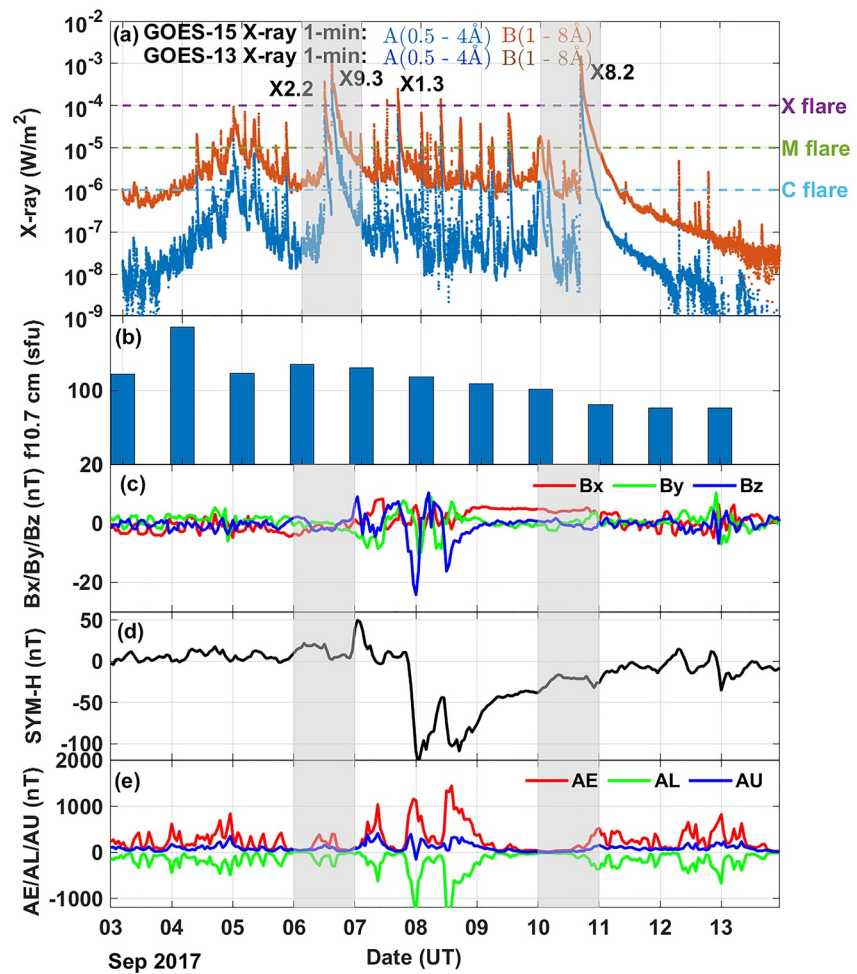 10^-2
(a) GOES-15 X-ray 1-min: A(0.5 - 4Å) B(1 - 8Å)
GOES-13 X-ray 1-min: A(0.5 - 4Å) B(1 - 8Å)
10^-3
X2.2 X9.3 X1.3 X8.2
10^-4
X flare
10^-5
M flare
10^-6
C flare
10^-7
10^-8
10^-9
X-ray (W/m²)
10^-9
(b)
100
20
f10.7 cm (sfu)
(c) Bx By Bz
0
-20
Bx/By/Bz (nT)
50
(d)
0
-50
-100
SYM-H (nT)
2000
(e) AE AL AU
1000
0
-1000
AE/AL/AU (nT)
03 04 05 06 07 08 09 10 11 12 13
Sep 2017
Date (UT)